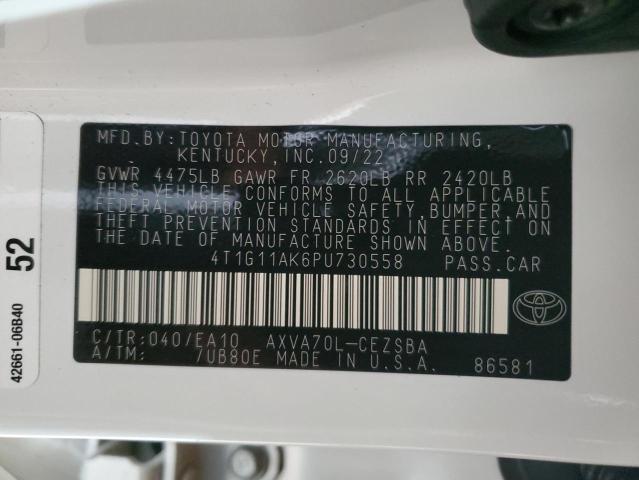 MFD.BY:TOYOTA MOTOR MANUFACTURING,
KENTUCKY,INC.09/22
GVWR 4475LB GAWR FR 2620LB RR 2420LB
THIS VEHICLE CONFORMS TO ALL APPLICABLE
FEDERAL MOTOR VEHICLE SAFETY,BUMPER,AND
THEFT PREVENTION STANDARDS IN EFFECT ON
THE DATE OF MANUFACTURE SHOWN ABOVE.
4T1G11AK6PU730558 PASS.CAR
C/TR:040/EA10 AXVA70L-CEZSBA
A/TM: 7UB80E MADE IN U.S.A. 86581
42661-06B40 52